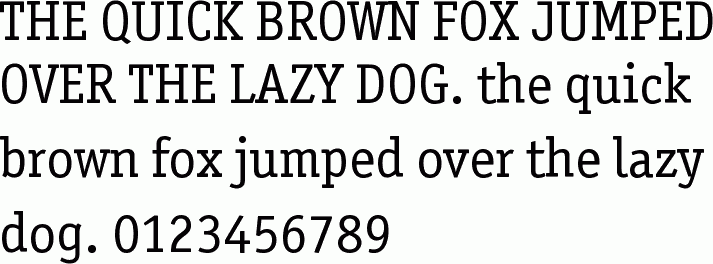 THE QUICK BROWN FOX JUMPED
OVER THE LAZY DOG. the quick
brown fox jumped over the lazy
dog. 0123456789